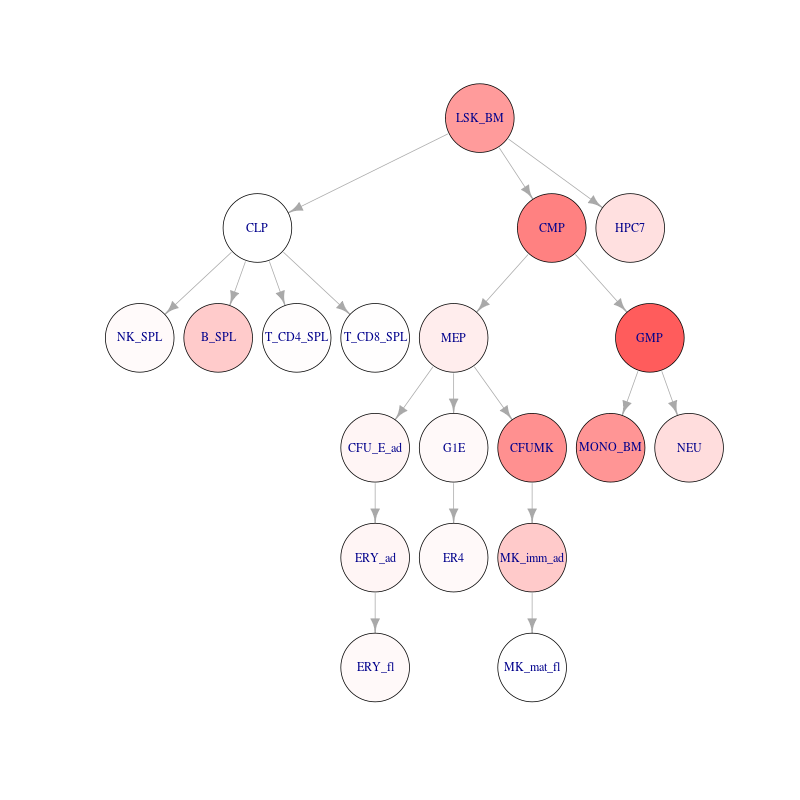 LSK_BM
CLP
CMP
HPC7
NK_SPL
B_SPL
T_CD4_SPL
T_CD8_SPL
MEP
GMP
CFU_E_ad
G1E
CFUMK
MONO_BM
NEU
ERY_ad
ER4
MK_imm_ad
ERY_fl
MK_mat_fl